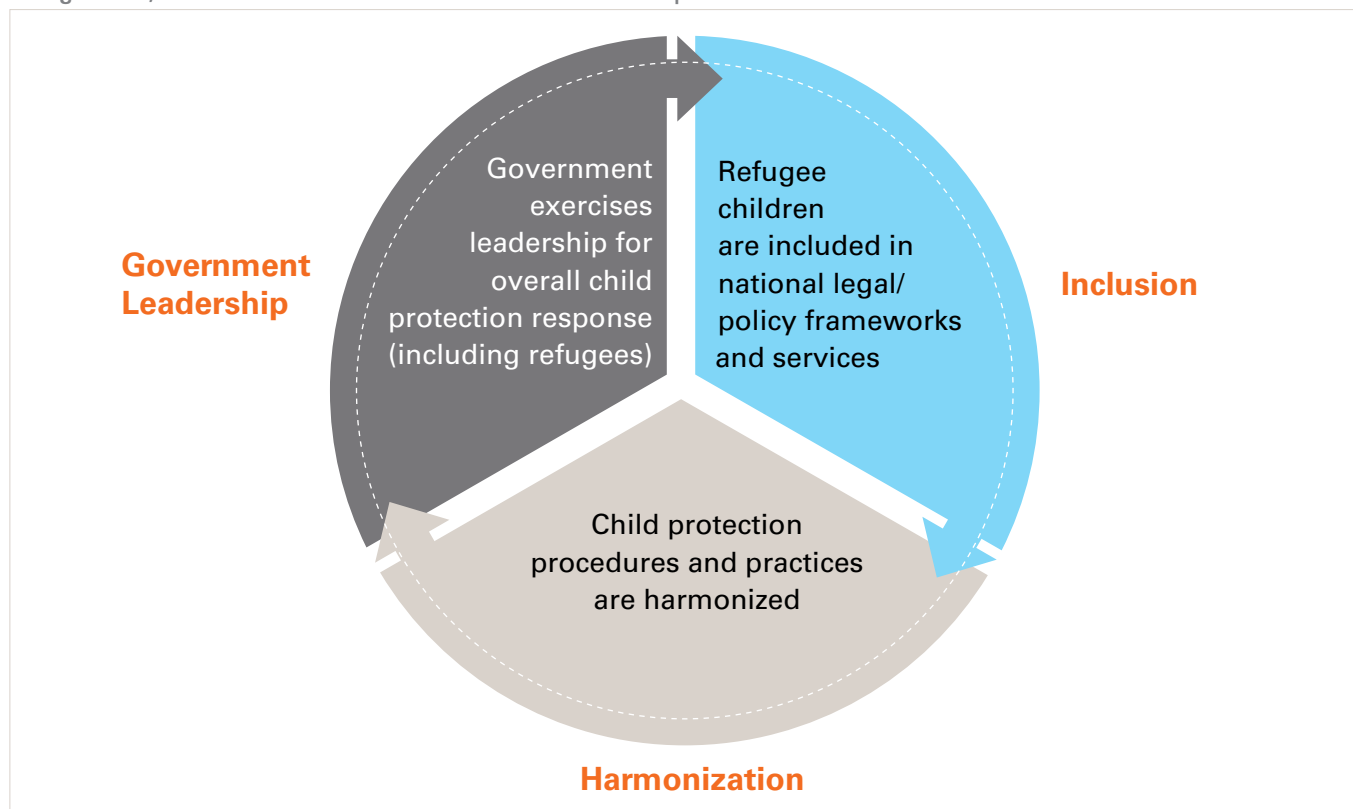 Government
Leadership
Government
exercises
leadership for
overall child
protection response
(including refugees)
Refugee
children
are included in
national legal/
policy frameworks
and services
Inclusion
Child protection
procedures and practices
are harmonized
Harmonization